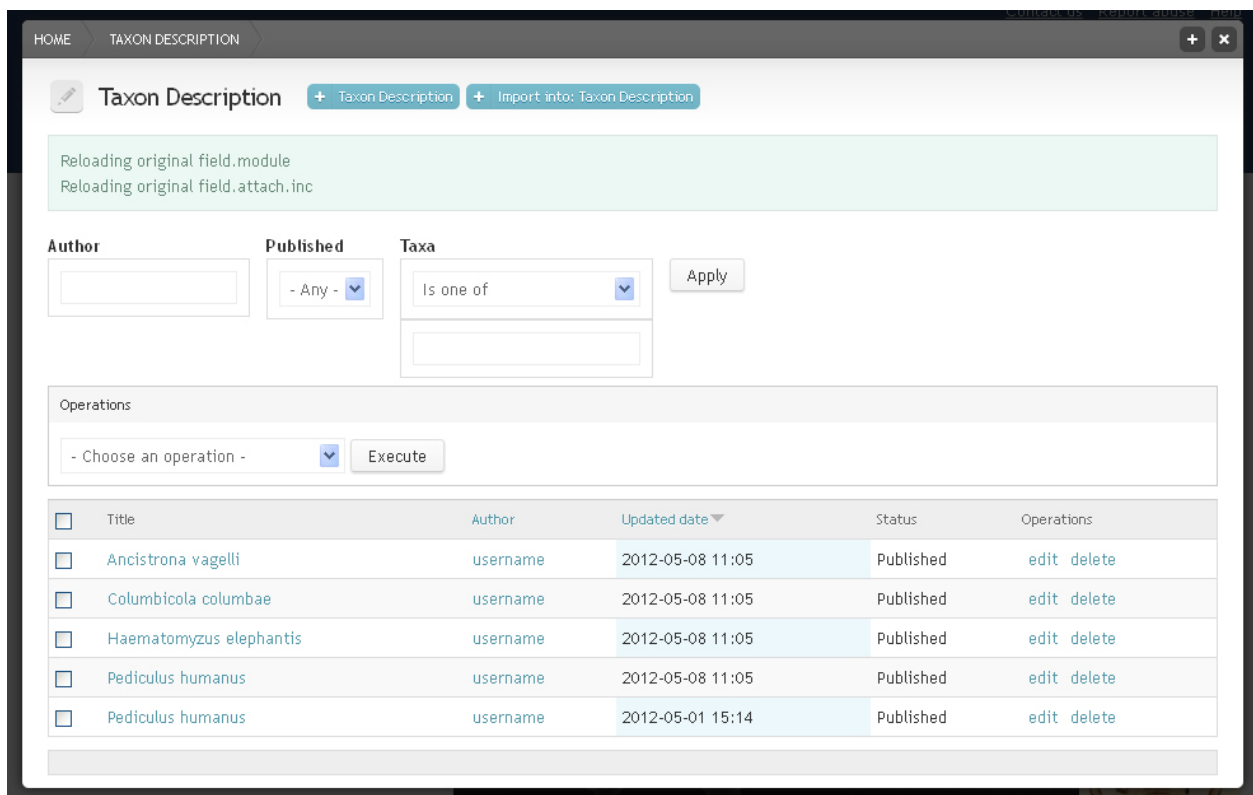 Contact us Report abuse Help
HOME TAXON DESCRIPTION
Taxon Description + Taxon Description + Import into: Taxon Description
Reloading original field.module
Reloading original field.attach.inc
Author Published Taxa
- Any - Is one of Apply
Operations
- Choose an operation - Execute
Title Author Updated date Status Operations
Ancistrona vagelli username 2012-05-08 11:05 Published edit delete
Columbicola columbae username 2012-05-08 11:05 Published edit delete
Haematomyzus elephantis username 2012-05-08 11:05 Published edit delete
Pediculus humanus username 2012-05-08 11:05 Published edit delete
Pediculus humanus username 2012-05-01 15:14 Published edit delete